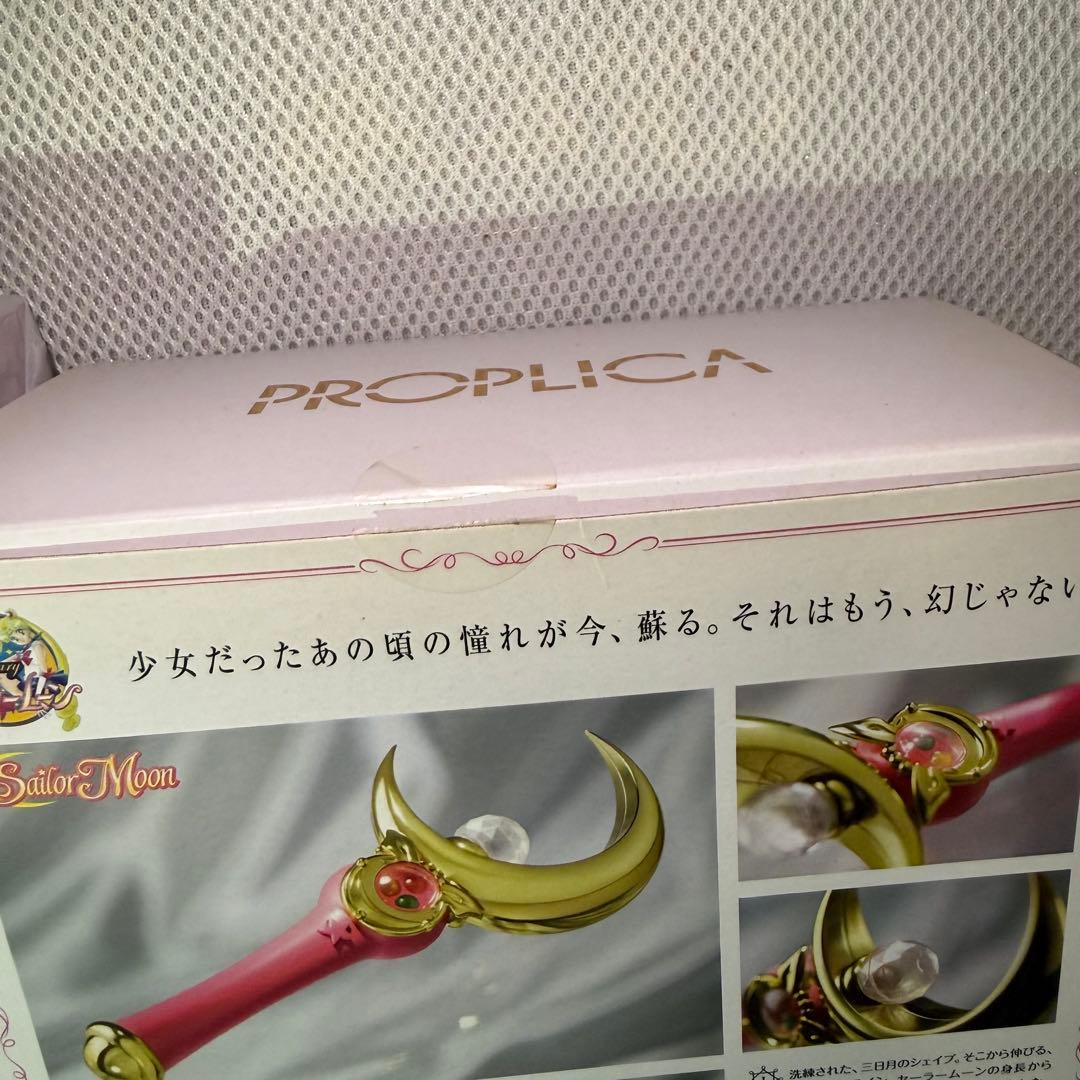 PROPLICA
少女だったあの頃の憧れが今、蘇る。それはもう、幻じゃない
Sailor Moon
洗練された、三日月のシェイプ。そこから伸びる、
セーラームーンの身長から